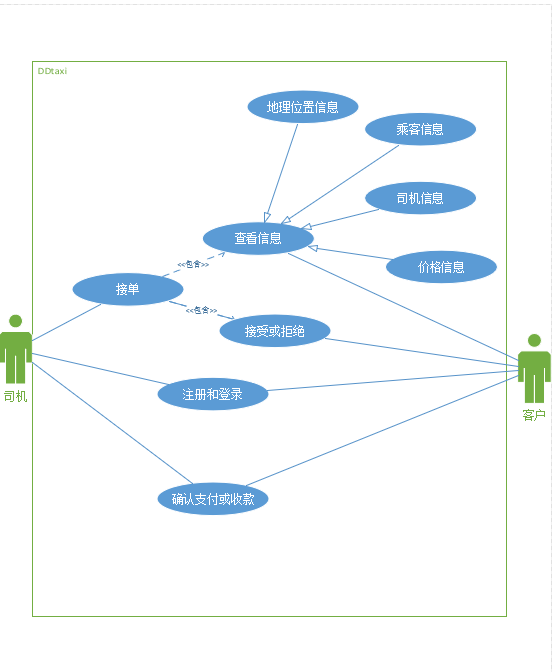 DDtaxi
地理位置信息
乘客信息
司机信息
查看信息
价格信息
<<包含>>
接单
<<包含>>
接受或拒绝
司机
注册和登录
客户
确认支付或收款